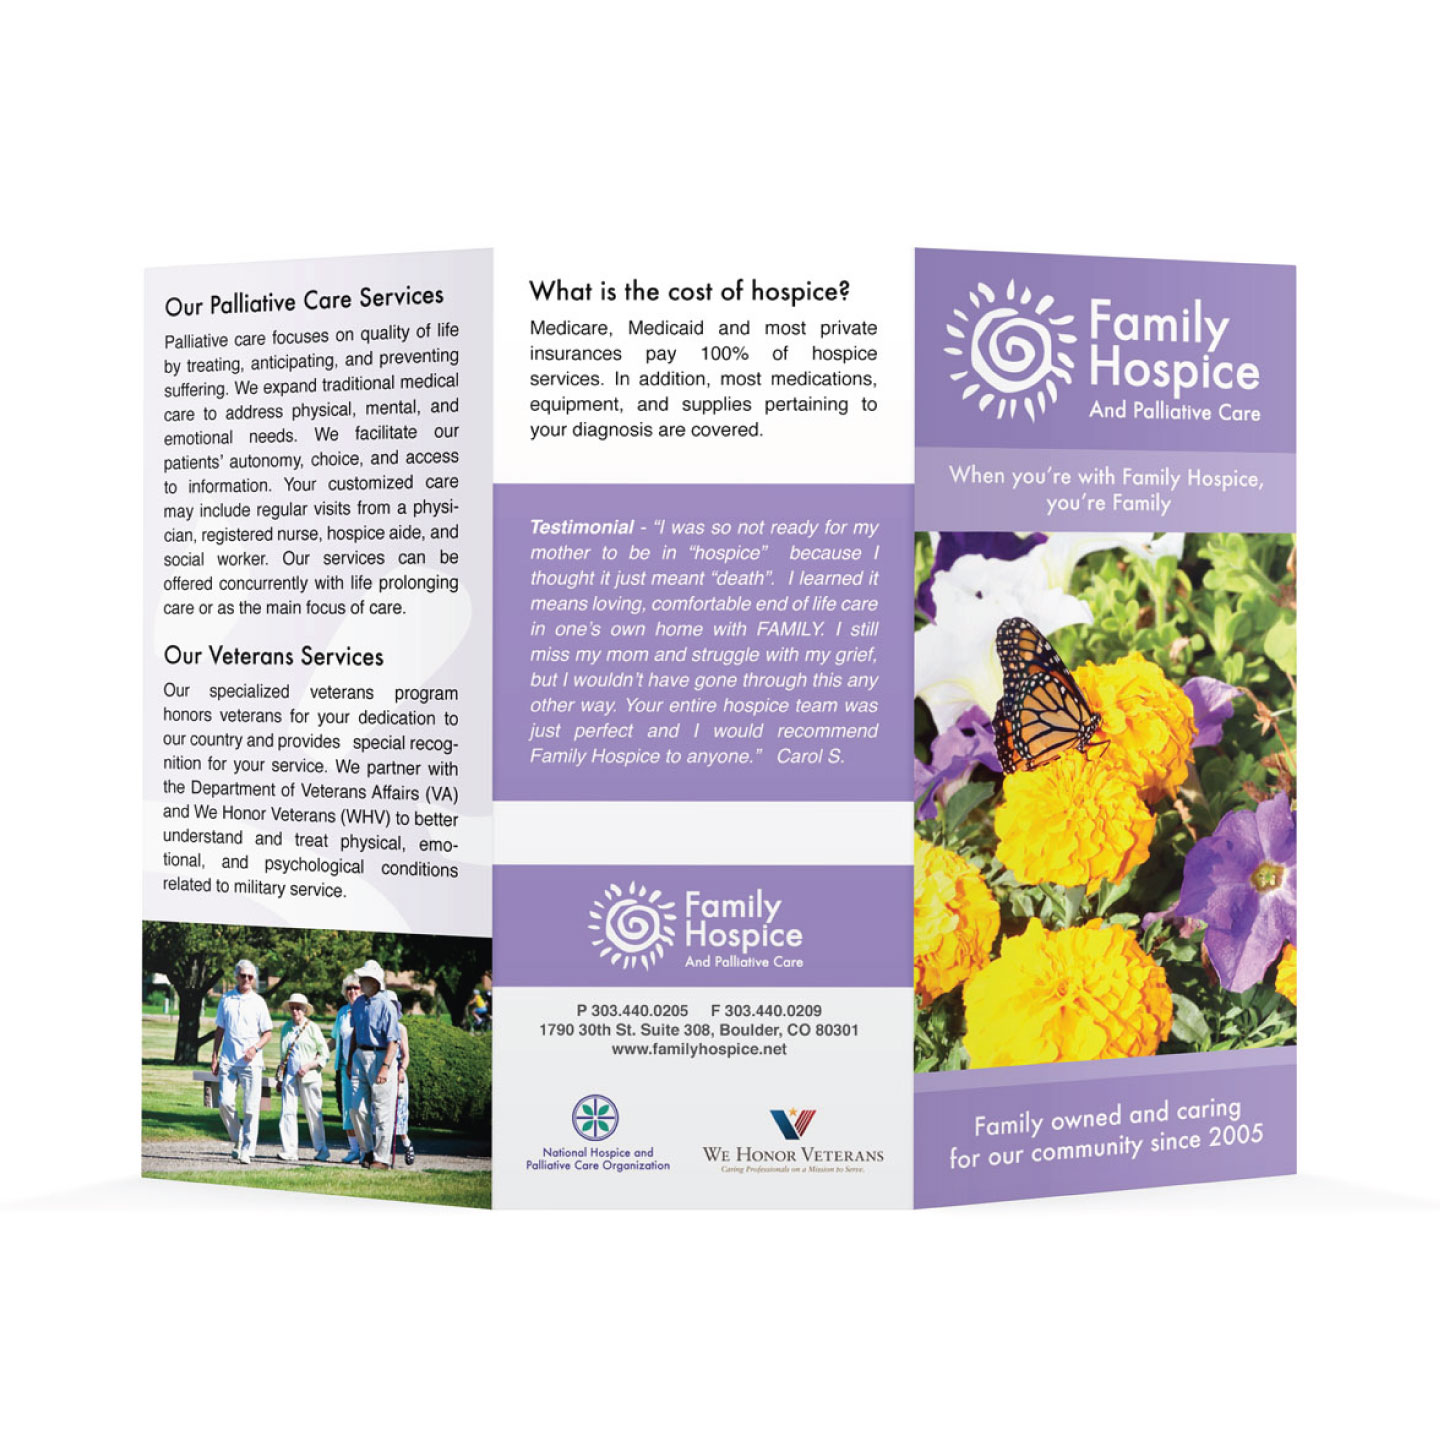 Our Palliative Care Services
Palliative care focuses on quality of life
by treating, anticipating, and preventing
suffering. We expand traditional medical
care to address physical, mental, and
emotional needs. We facilitate our
patients' autonomy, choice, and access
to information. Your customized care
may include regular visits from a physi-
cian, registered nurse, hospice aide, and
social worker. Our services can be
offered concurrently with life prolonging
care or as the main focus of care.
Our Veterans Services
Our specialized veterans program
honors veterans for your dedication to
our country and provides special recog-
nition for your service. We partner with
the Department of Veterans Affairs (VA)
and We Honor Veterans (WHV) to better
understand and treat physical, emo-
tional, and psychological conditions
related to military service.
What is the cost of hospice?
Medicare, Medicaid and most private
insurances pay 100% of hospice
services. In addition, most medications,
equipment, and supplies pertaining to
your diagnosis are covered.
Testimonial - "I was so not ready for my
mother to be in "hospice" because I
thought it just meant "death". I learned it
means loving, comfortable end of life care
in one's own home with FAMILY. I still
miss my mom and struggle with my grief,
but I wouldn't have gone through this any
other way. Your entire hospice team was
just perfect and I would recommend
Family Hospice to anyone." Carol S.
Family
Hospice
And Palliative Care
P 303.440.0205 F 303.440.0209
1790 30th St. Suite 308, Boulder, CO 80301
www.familyhospice.net
National Hospice and
Palliative Care Organization
WE HONOR VETERANS
Caring Professionals on a Mission to Serve.
Family
Hospice
And Palliative Care
When you're with Family Hospice,
you're Family
Family owned and caring
for our community since 2005